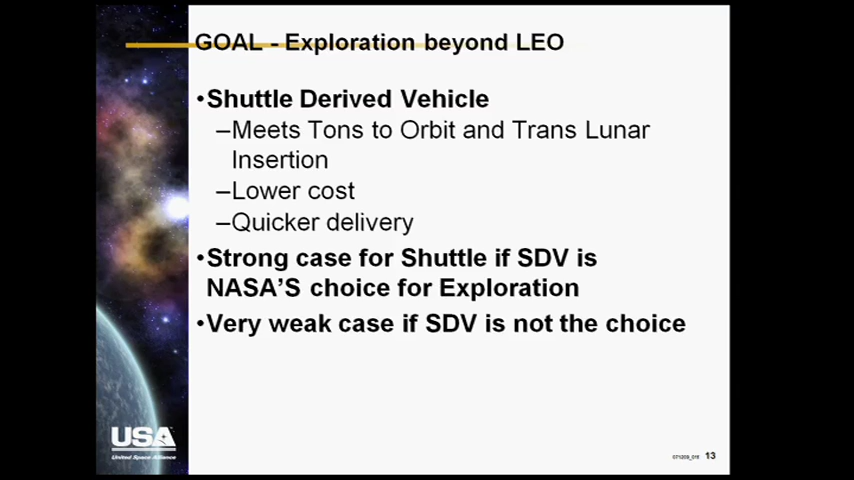 GOAL - Exploration beyond LEO
•Shuttle Derived Vehicle
–Meets Tons to Orbit and Trans Lunar
Insertion
–Lower cost
–Quicker delivery
•Strong case for Shuttle if SDV is
NASA'S choice for Exploration
•Very weak case if SDV is not the choice
USA
United Space Alliance
13